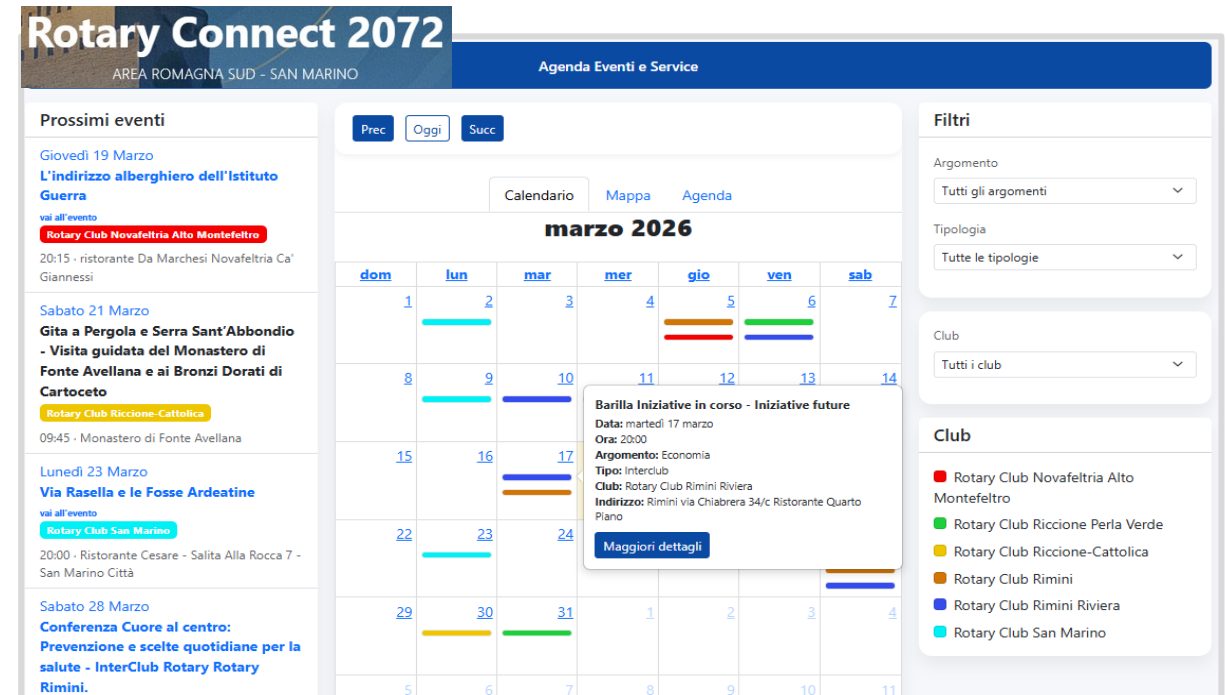 Rotary Connect 2072
AREA ROMAGNA SUD - SAN MARINO
Agenda Eventi e Service
Prossimi eventi
Giovedì 19 Marzo
L'indirizzo alberghiero dell'Istituto
Guerra
vai all'evento
Rotary Club Novafeltria Alto Montefeltro
20:15 · ristorante Da Marchesi Novafeltria Ca'
Giannessi
Sabato 21 Marzo
Gita a Pergola e Serra Sant’Abbondio
- Visita guidata del Monastero di
Fonte Avellana e ai Bronzi Dorati di
Cartoceto
Rotary Club Riccione-Cattolica
09:45 · Monastero di Fonte Avellana
Lunedì 23 Marzo
Via Rasella e le Fosse Ardeatine
vai all'evento
Rotary Club San Marino
20:00 · Ristorante Cesare - Salita Alla Rocca 7 -
San Marino Città
Sabato 28 Marzo
Conferenza Cuore al centro:
Prevenzione e scelte quotidiane per la
salute - InterClub Rotary Rotary
Rimini.
Prec Oggi Succ
Calendario Mappa Agenda
marzo 2026
dom lun mar mer gio ven sab
1 2 3 4 5 6 7
8 9 10 11 12 13 14
15 16 17
22 23 24
29 30 31 1 2 3 4
5 6 7 8 9 10 11
Barilla Iniziative in corso - Iniziative future
Data: martedì 17 marzo
Ora: 20:00
Argomento: Economia
Tipo: Interclub
Club: Rotary Club Rimini Riviera
Indirizzo: Rimini via Chiabrera 34/c Ristorante Quarto
Piano
Maggiori dettagli
Filtri
Argomento
Tutti gli argomenti
Tipologia
Tutte le tipologie
Club
Tutti i club
Club
Rotary Club Novafeltria Alto
Montefeltro
Rotary Club Riccione Perla Verde
Rotary Club Riccione-Cattolica
Rotary Club Rimini
Rotary Club Rimini Riviera
Rotary Club San Marino